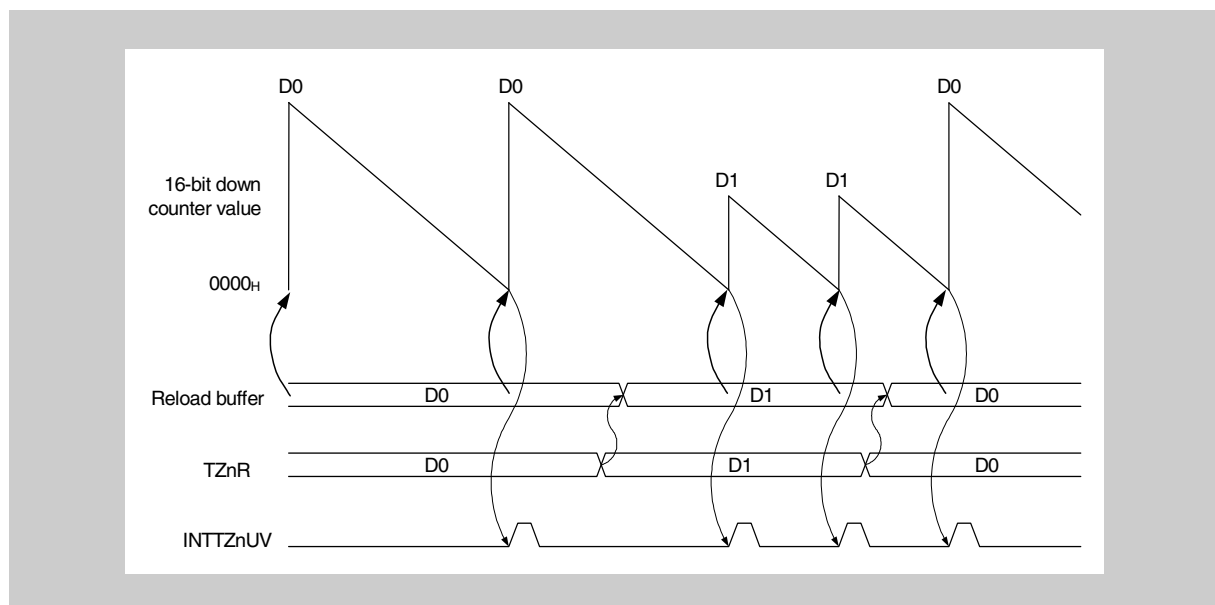 D0 D0 D0
16-bit down
counter value
D1 D1
0000H
Reload buffer D0 D1 D0
TZnR D0 D1 D0
INTTZnUV